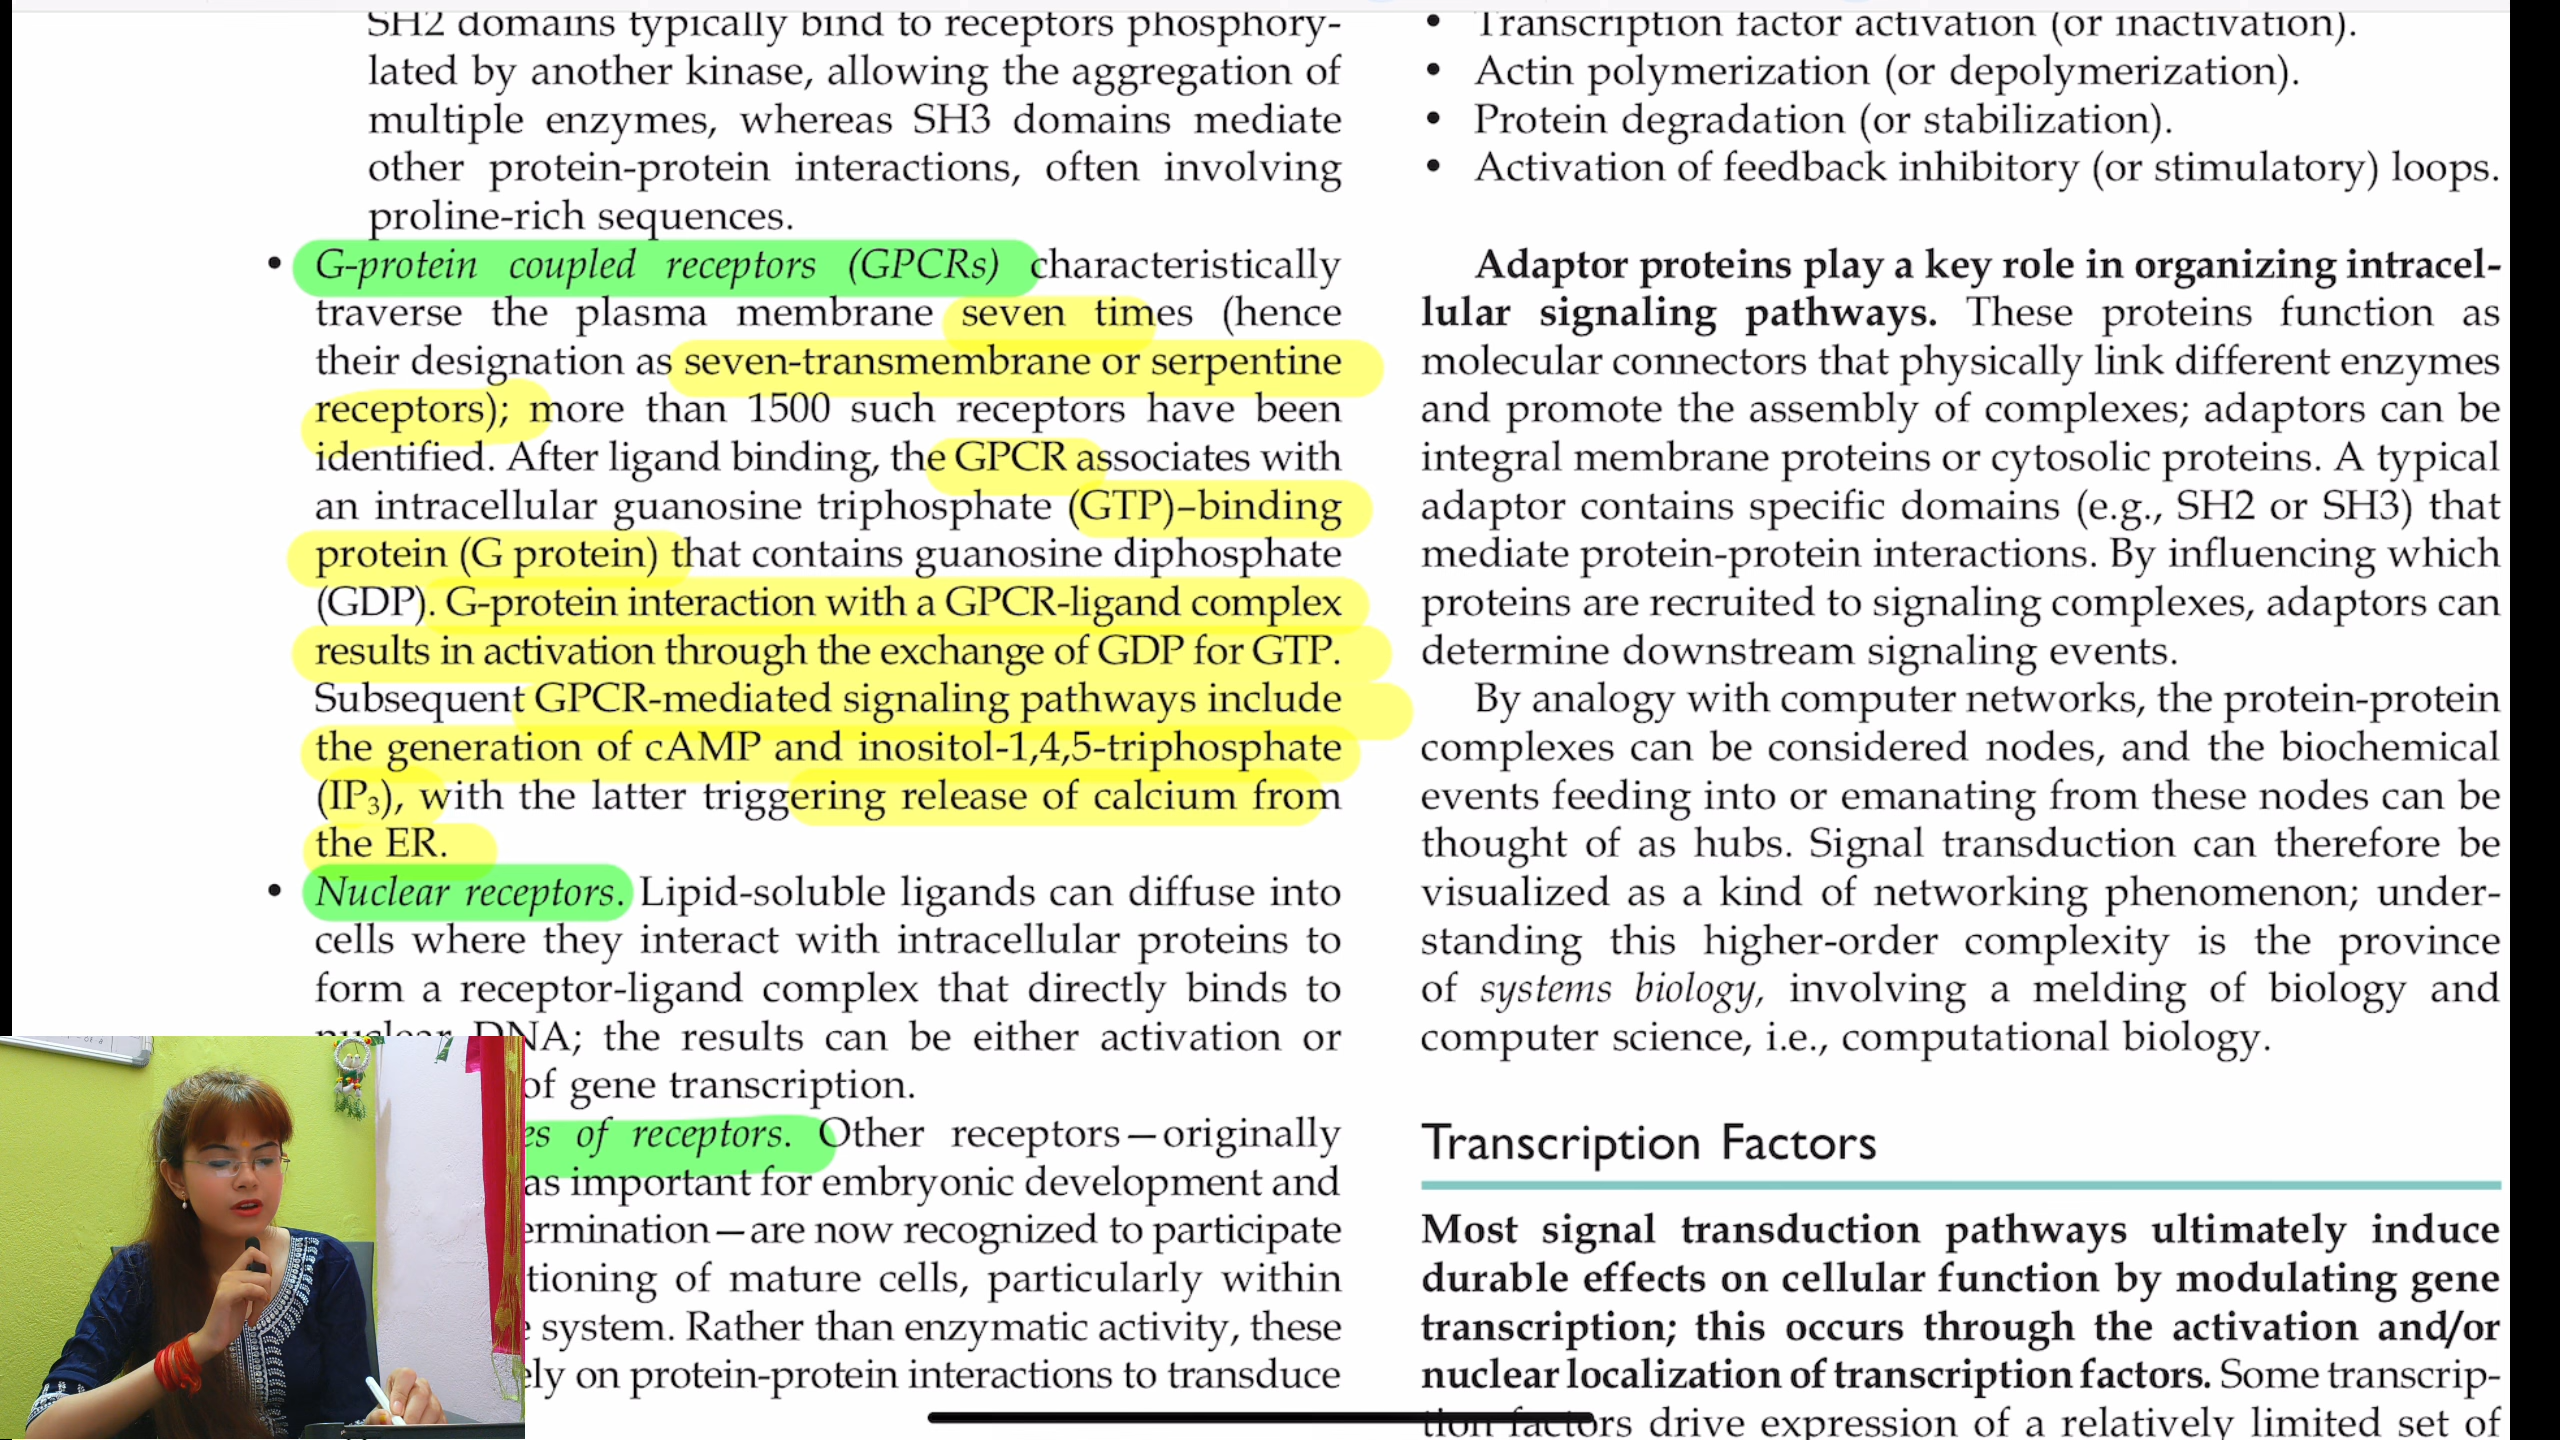 SH2 domains typically bind to receptors phosphory-
lated by another kinase, allowing the aggregation of
multiple enzymes, whereas SH3 domains mediate
other protein-protein interactions, often involving
proline-rich sequences.
• G-protein coupled receptors (GPCRs) characteristically
traverse the plasma membrane seven times (hence
their designation as seven-transmembrane or serpentine
receptors); more than 1500 such receptors have been
identified. After ligand binding, the GPCR associates with
an intracellular guanosine triphosphate (GTP)–binding
protein (G protein) that contains guanosine diphosphate
(GDP). G-protein interaction with a GPCR-ligand complex
results in activation through the exchange of GDP for GTP.
Subsequent GPCR-mediated signaling pathways include
the generation of cAMP and inositol-1,4,5-triphosphate
(IP₃), with the latter triggering release of calcium from
the ER.
• Nuclear receptors. Lipid-soluble ligands can diffuse into
cells where they interact with intracellular proteins to
form a receptor-ligand complex that directly binds to
nuclear DNA; the results can be either activation or
of gene transcription.
es of receptors. Other receptors—originally
as important for embryonic development and
ermination—are now recognized to participate
tioning of mature cells, particularly within
system. Rather than enzymatic activity, these
ely on protein-protein interactions to transduce
• Transcription factor activation (or inactivation).
• Actin polymerization (or depolymerization).
• Protein degradation (or stabilization).
• Activation of feedback inhibitory (or stimulatory) loops.
Adaptor proteins play a key role in organizing intracel-
lular signaling pathways. These proteins function as
molecular connectors that physically link different enzymes
and promote the assembly of complexes; adaptors can be
integral membrane proteins or cytosolic proteins. A typical
adaptor contains specific domains (e.g., SH2 or SH3) that
mediate protein-protein interactions. By influencing which
proteins are recruited to signaling complexes, adaptors can
determine downstream signaling events.
By analogy with computer networks, the protein-protein
complexes can be considered nodes, and the biochemical
events feeding into or emanating from these nodes can be
thought of as hubs. Signal transduction can therefore be
visualized as a kind of networking phenomenon; under-
standing this higher-order complexity is the province
of systems biology, involving a melding of biology and
computer science, i.e., computational biology.
Transcription Factors
Most signal transduction pathways ultimately induce
durable effects on cellular function by modulating gene
transcription; this occurs through the activation and/or
nuclear localization of transcription factors. Some transcrip-
tion factors drive expression of a relatively limited set of